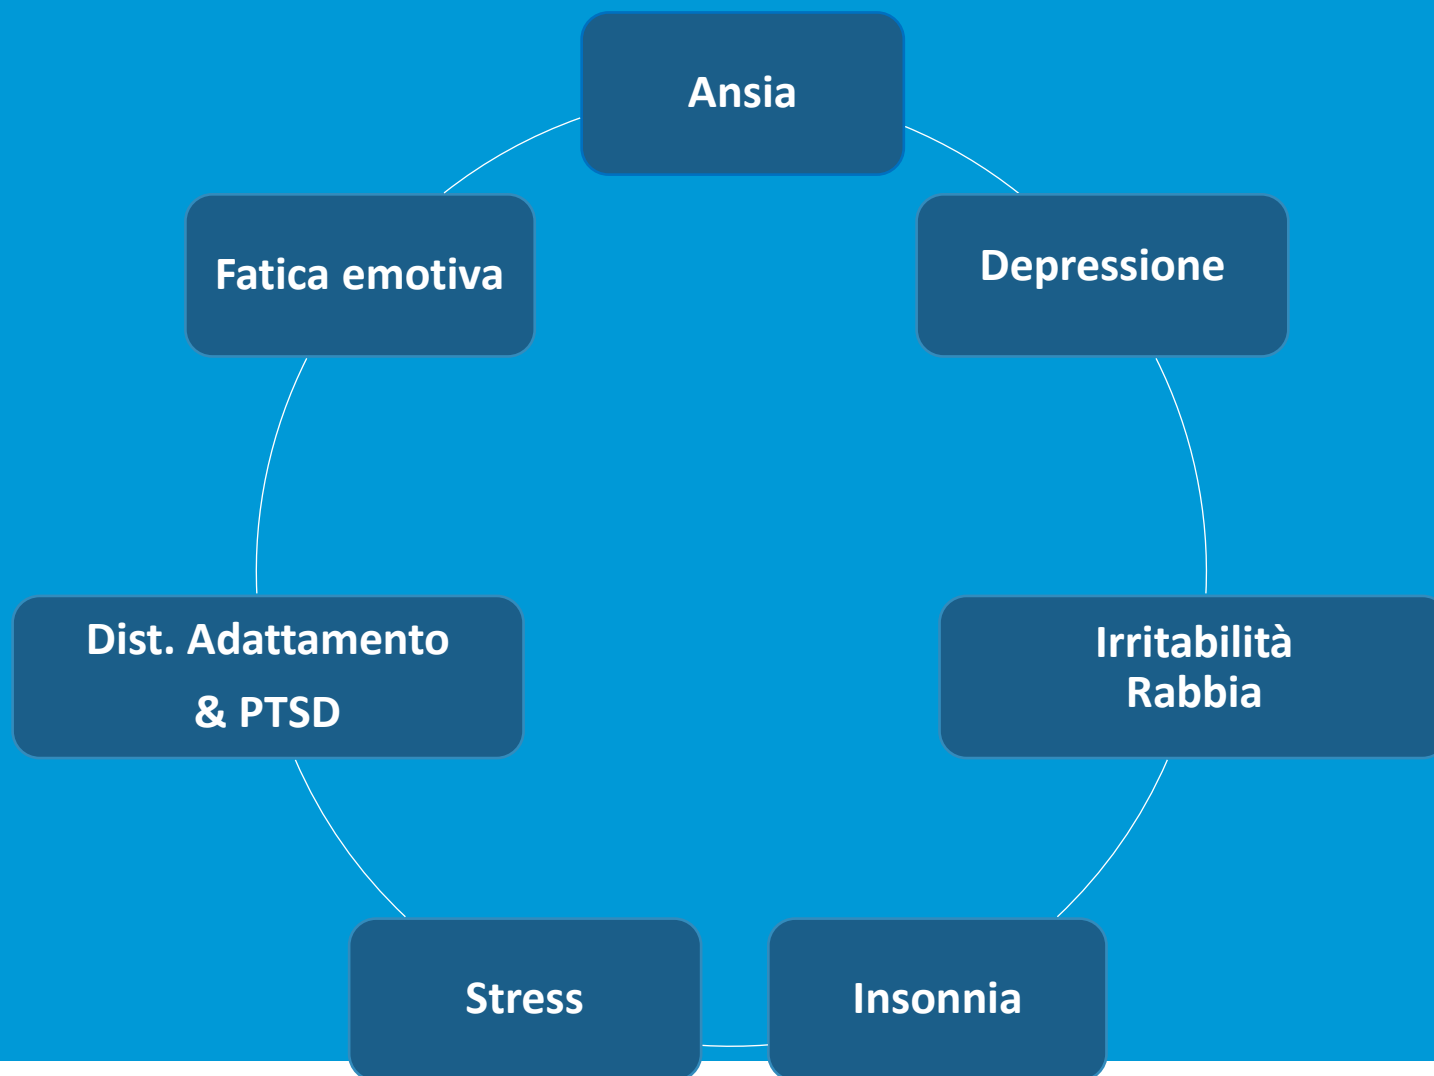 Ansia
Fatica emotiva
Depressione
Dist. Adattamento
& PTSD
Irritabilità
Rabbia
Stress
Insonnia